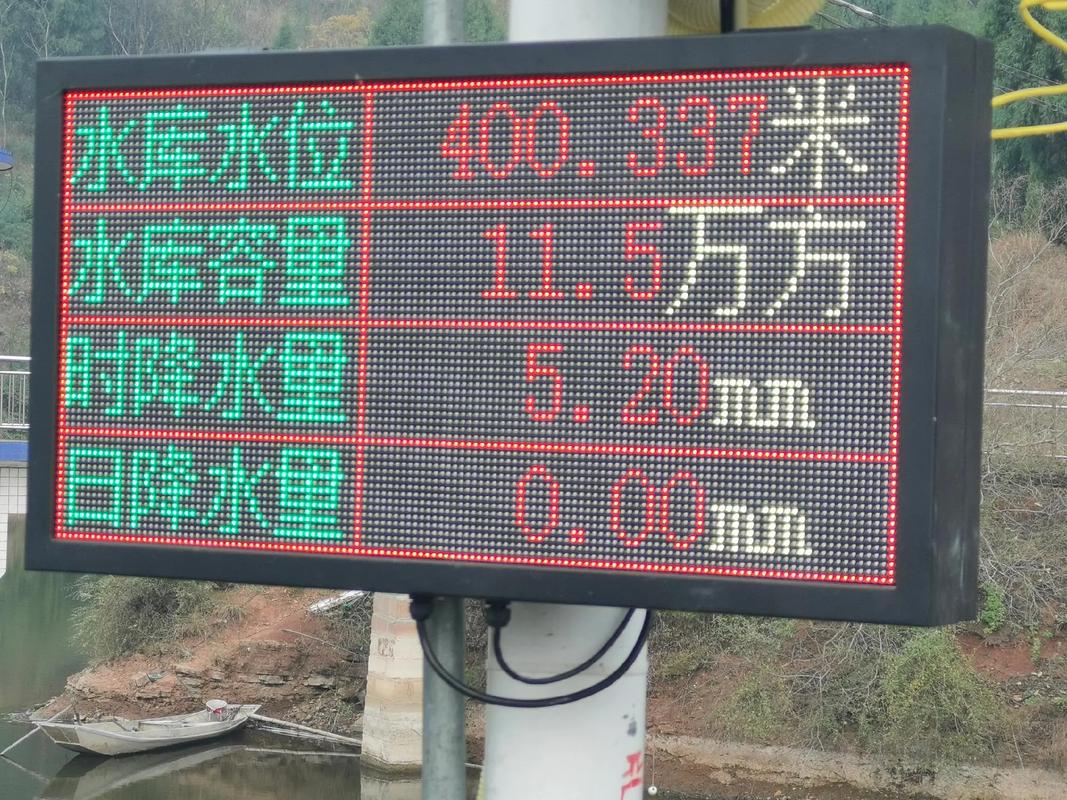 水库水位 400.337米
水库容量 11.5万方
时降水量 5.20mm
日降水量 0.00mm